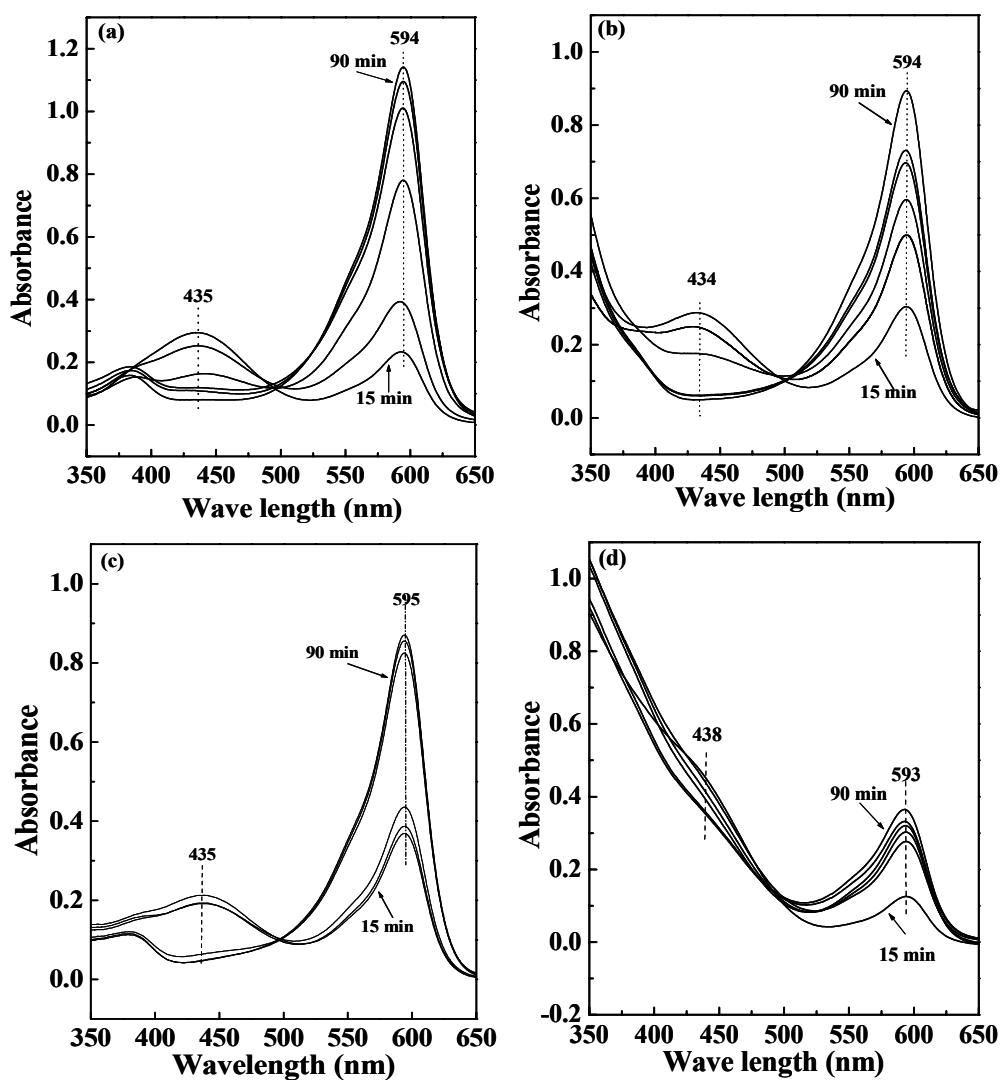 (a)
594
90 min
435
15 min
1.2
1.0
0.8
0.6
0.4
0.2
0.0
Absorbance
350 400 450 500 550 600 650
Wave length (nm)
(b)
594
90 min
434
15 min
1.0
0.8
0.6
0.4
0.2
0.0
Absorbance
350 400 450 500 550 600 650
Wave length (nm)
(c)
595
90 min
435
15 min
1.0
0.8
0.6
0.4
0.2
0.0
Absorbance
350 400 450 500 550 600 650
Wavelength (nm)
(d)
438
593
90 min
15 min
1.0
0.8
0.6
0.4
0.2
0.0
-0.2
Absorbance
350 400 450 500 550 600 650
Wave length (nm)